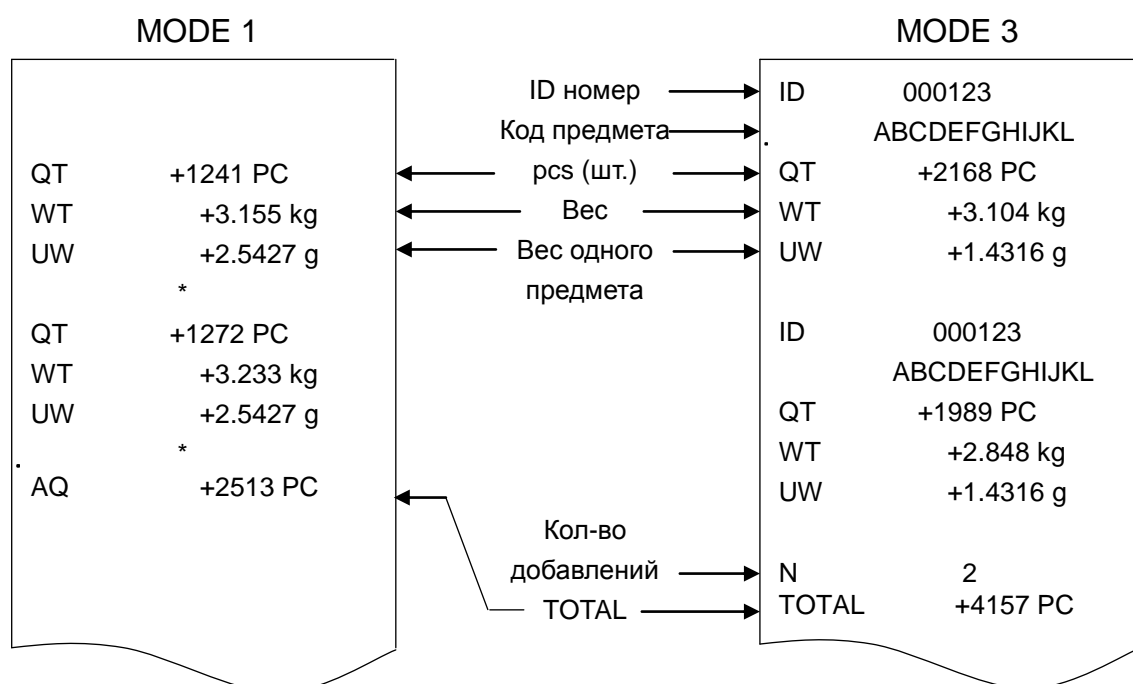 MODE 1
QT +1241 PC
WT +3.155 kg
UW +2.5427 g
*
QT +1272 PC
WT +3.233 kg
UW +2.5427 g
*
AQ +2513 PC
ID номер
Код предмета
pcs (шт.)
Вес
Вес одного
предмета
Кол-во
добавлений
TOTAL
MODE 3
ID 000123
ABCDEFGHIJKL
QT +2168 PC
WT +3.104 kg
UW +1.4316 g
ID 000123
ABCDEFGHIJKL
QT +1989 PC
WT +2.848 kg
UW +1.4316 g
N 2
TOTAL +4157 PC